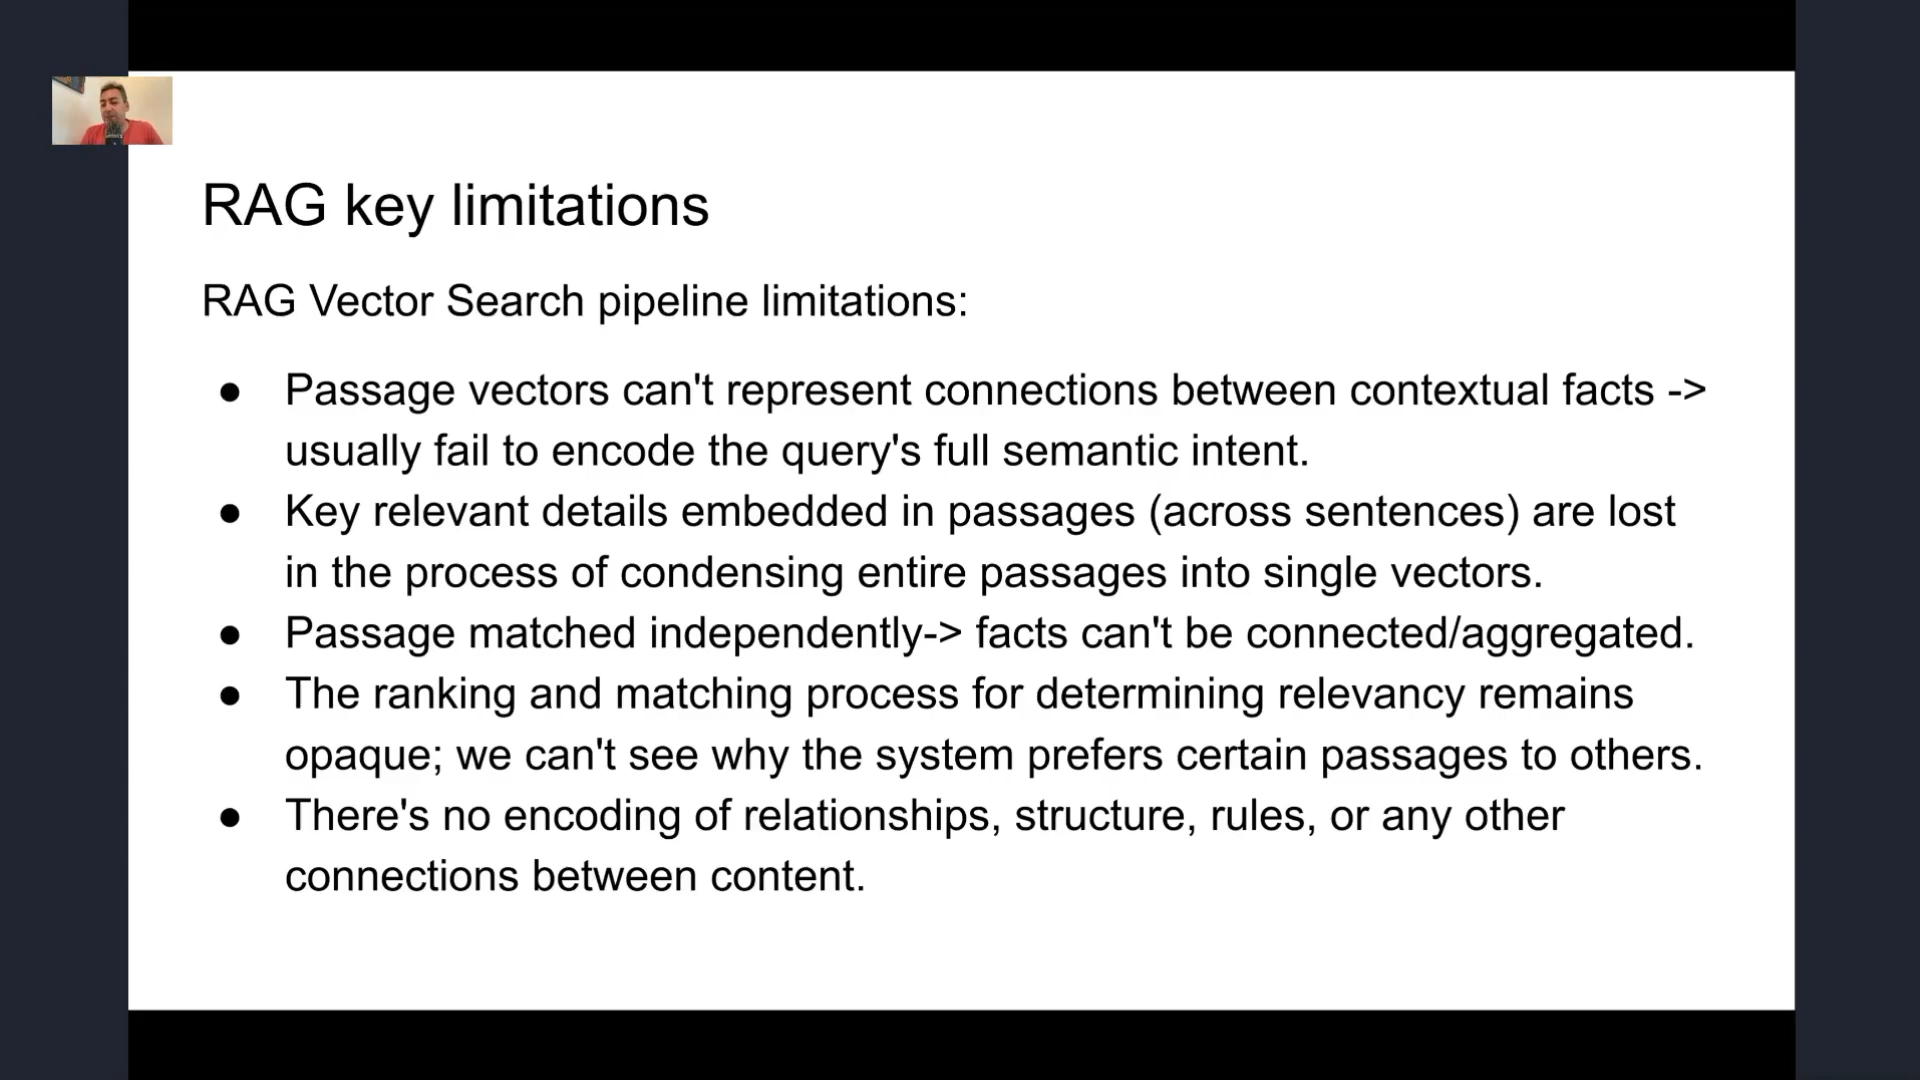 RAG key limitations
RAG Vector Search pipeline limitations:
● Passage vectors can't represent connections between contextual facts ->
usually fail to encode the query's full semantic intent.
● Key relevant details embedded in passages (across sentences) are lost
in the process of condensing entire passages into single vectors.
● Passage matched independently-> facts can't be connected/aggregated.
● The ranking and matching process for determining relevancy remains
opaque; we can't see why the system prefers certain passages to others.
● There's no encoding of relationships, structure, rules, or any other
connections between content.